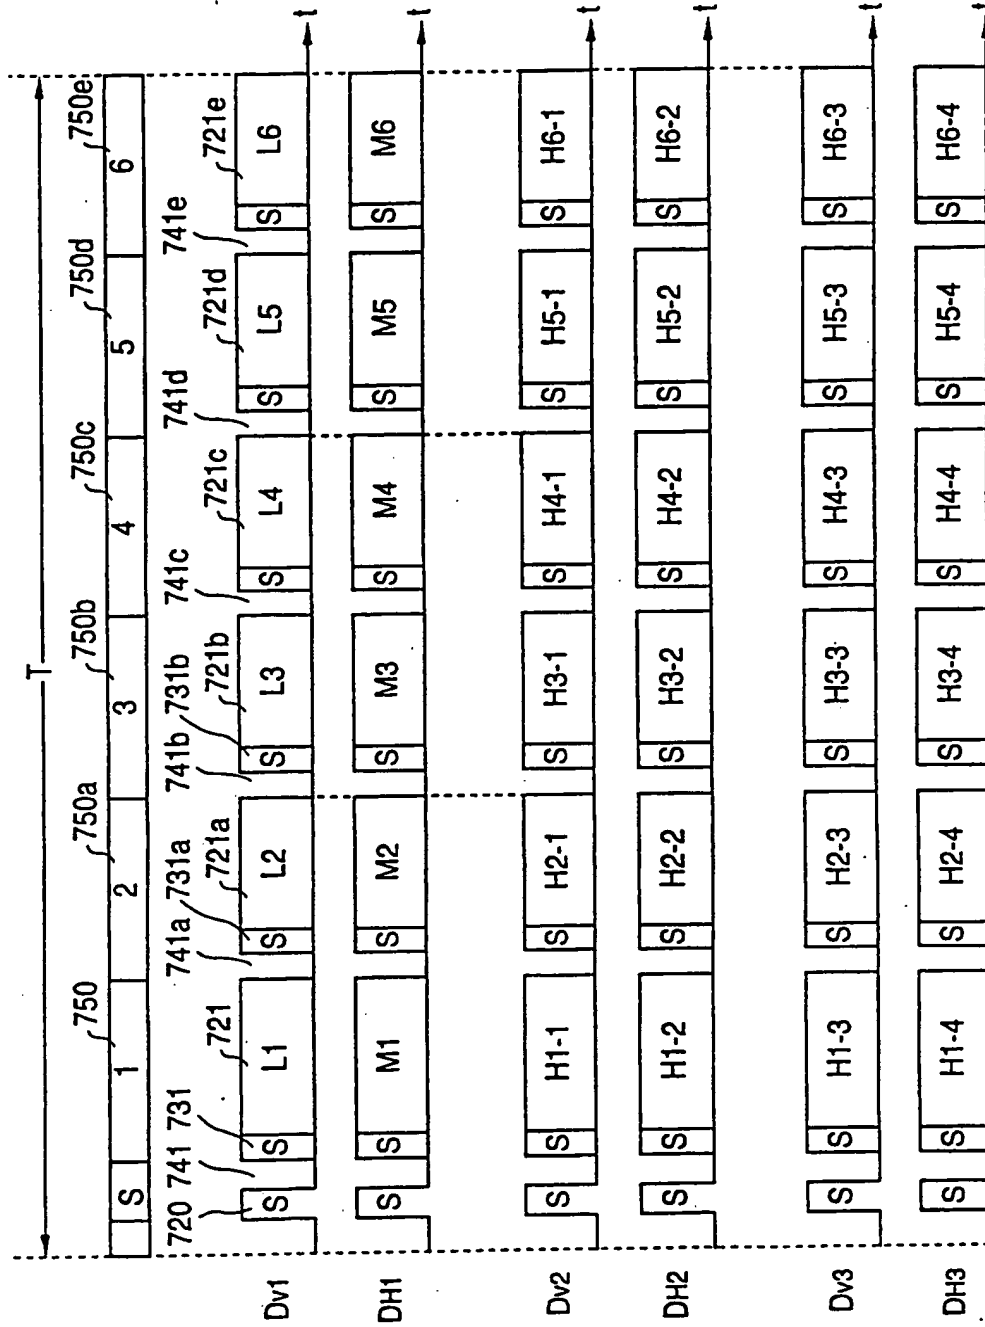 T
750 750a 750b 750c 750d 750e
S 1 2 3 4 5 6
720 741 731 721 741a 731a 721a 741b 731b 721b 741c 721c 741d 721d 741e 721e
Dv1 S S L1 S L2 S L3 S L4 S L5 S L6 t
DH1 S S M1 S M2 S M3 S M4 S M5 S M6 t
Dv2 S S H1-1 S H2-1 S H3-1 S H4-1 S H5-1 S H6-1 t
DH2 S S H1-2 S H2-2 S H3-2 S H4-2 S H5-2 S H6-2 t
Dv3 S S H1-3 S H2-3 S H3-3 S H4-3 S H5-3 S H6-3 t
DH3 S S H1-4 S H2-4 S H3-4 S H4-4 S H5-4 S H6-4 t